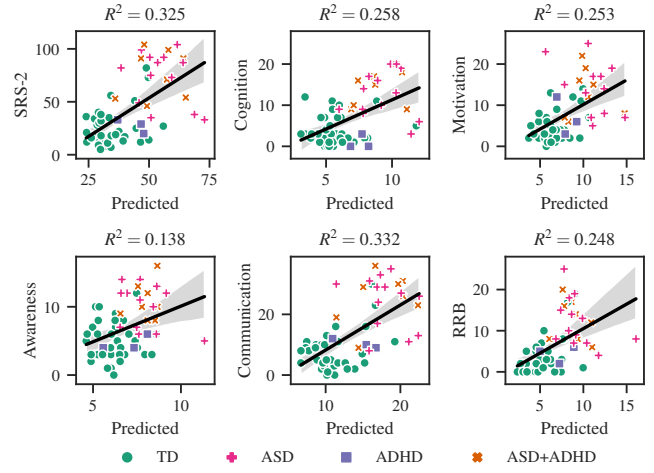 R² = 0.325
R² = 0.258
R² = 0.253
SRS-2
100
50
0
25
50
75
Predicted
Cognition
20
10
0
5
10
Predicted
Motivation
20
10
0
5
10
15
Predicted
R² = 0.138
R² = 0.332
R² = 0.248
Awareness
10
0
5
10
Predicted
Communication
20
0
10
20
Predicted
RRB
20
10
0
5
10
15
Predicted
TD
ASD
ADHD
ASD+ADHD